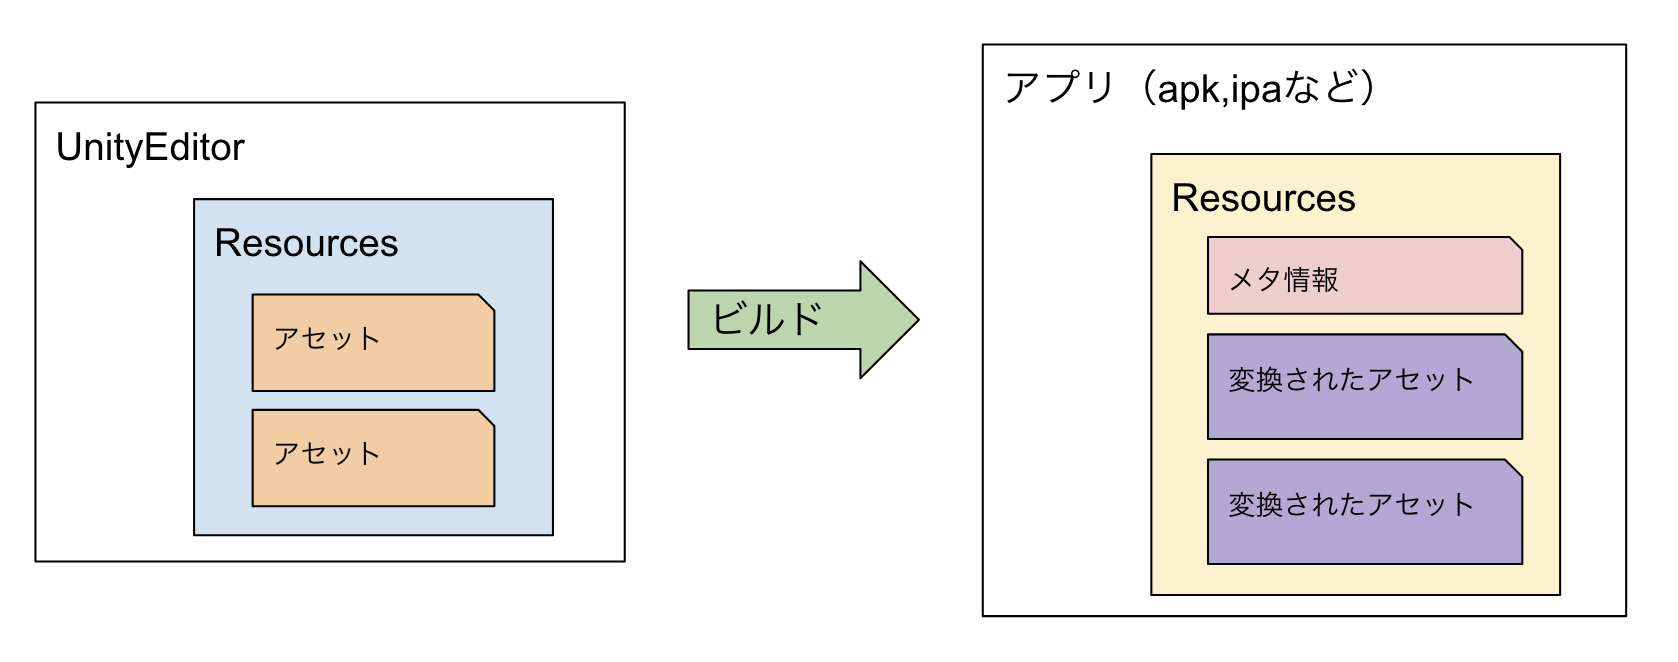 UnityEditor
Resources
アセット
アセット
ビルド
アプリ（apk,ipaなど）
Resources
メタ情報
変換されたアセット
変換されたアセット